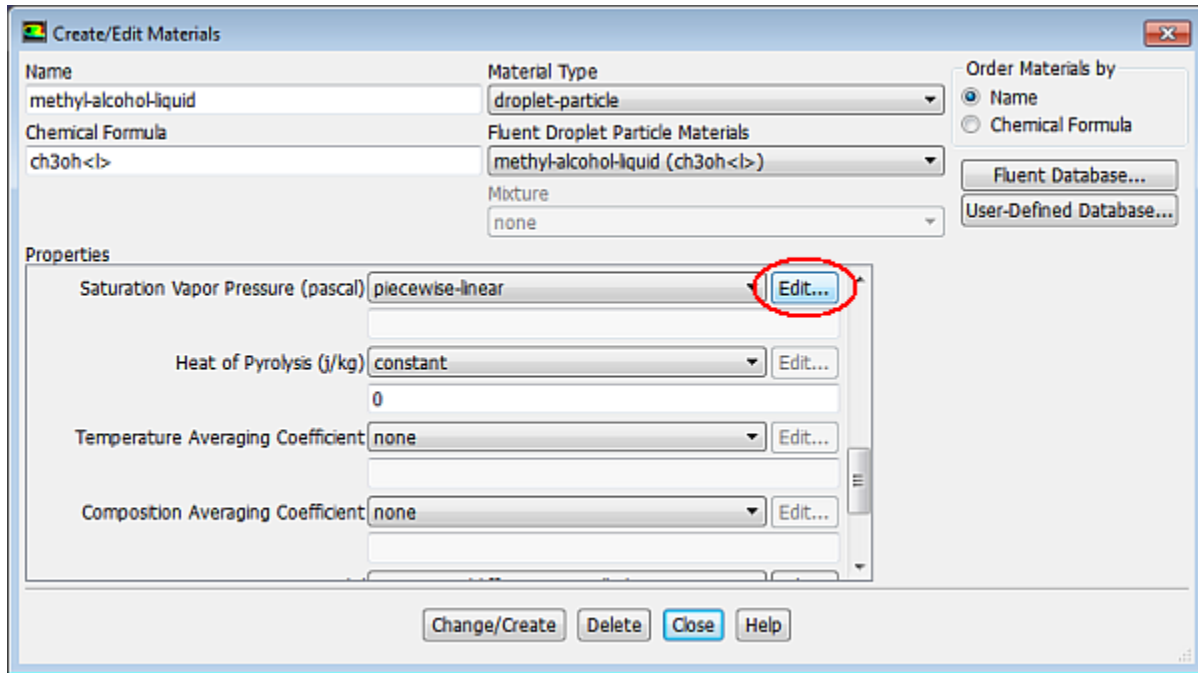 Create/Edit Materials
Name
methyl-alcohol-liquid
Chemical Formula
ch3oh<l>
Material Type
droplet-particle
Fluent Droplet Particle Materials
methyl-alcohol-liquid (ch3oh<l>)
Mixture
none
Order Materials by
Name
Chemical Formula
Fluent Database...
User-Defined Database...
Properties
Saturation Vapor Pressure (pascal) piecewise-linear Edit...
Heat of Pyrolysis (j/kg) constant Edit...
0
Temperature Averaging Coefficient none Edit...
Composition Averaging Coefficient none Edit...
Change/Create Delete Close Help